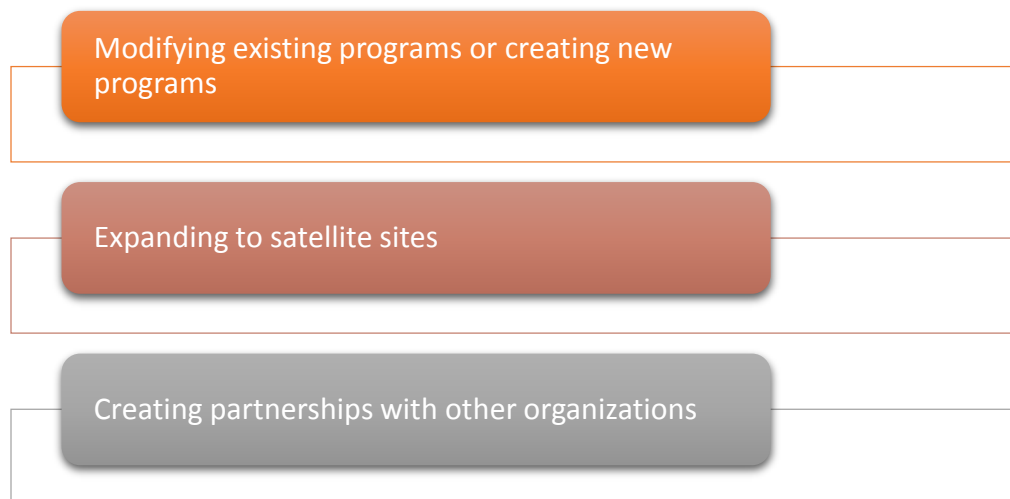 Modifying existing programs or creating new
programs
Expanding to satellite sites
Creating partnerships with other organizations